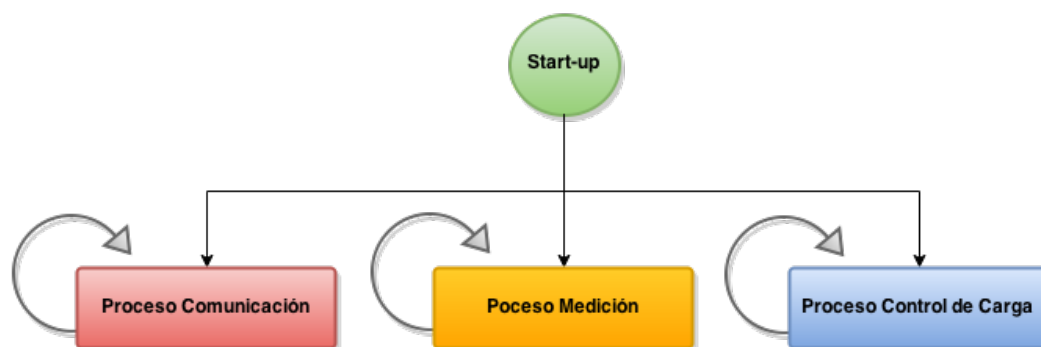 Start-up
Proceso Comunicación
Poceso Medición
Proceso Control de Carga